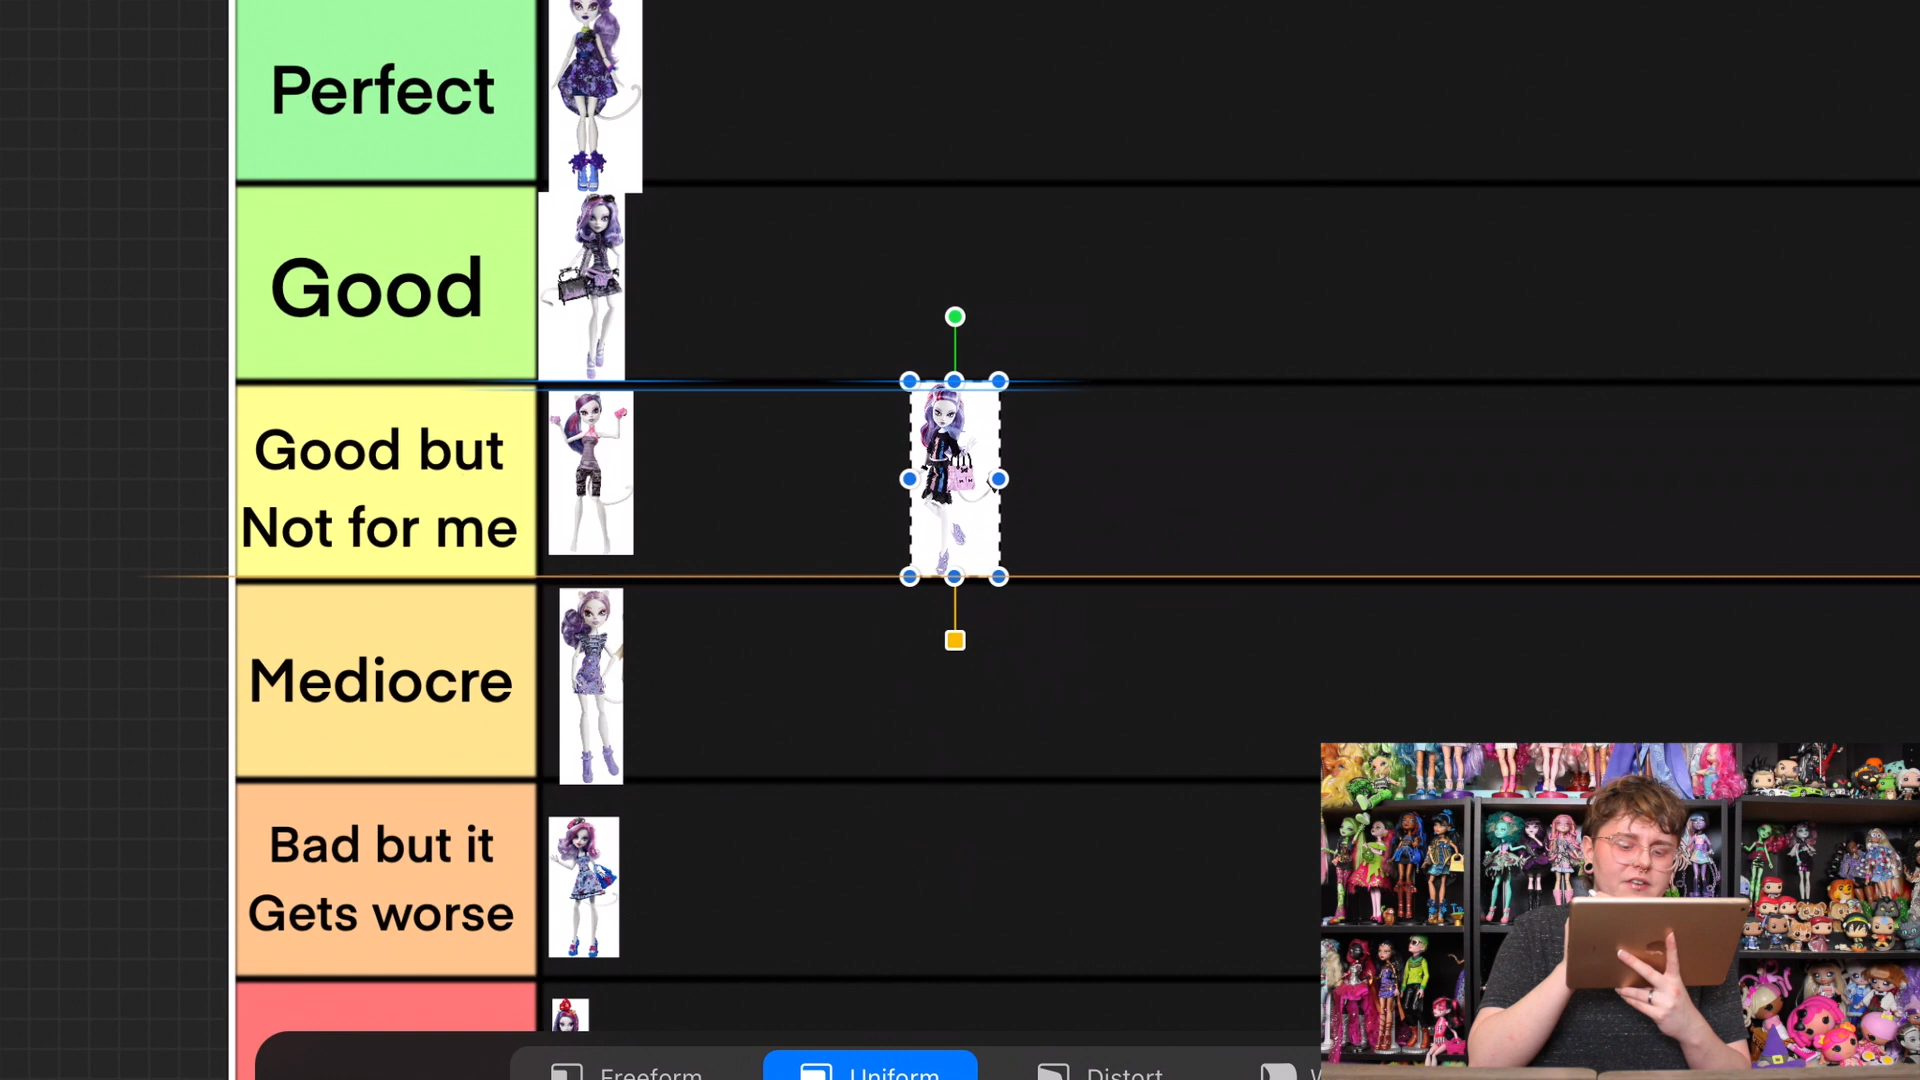 Perfect
Good
Good but
Not for me
Mediocre
Bad but it
Gets worse
Freeform
Uniform
Distort